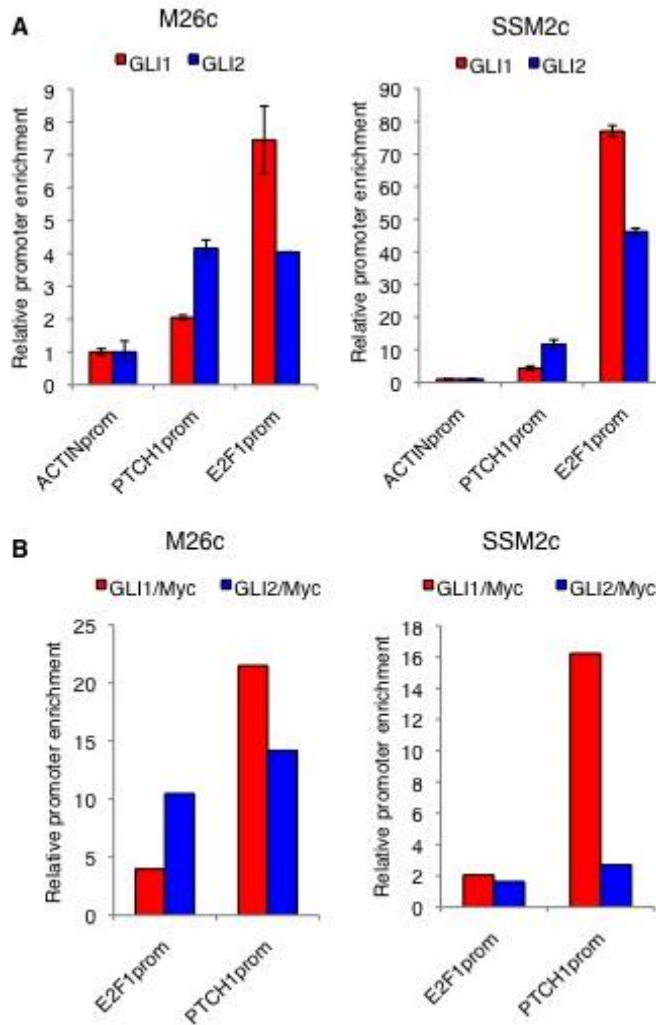 A
M26c
GLI1 GLI2
Relative promoter enrichment
9
8
7
6
5
4
3
2
1
0
ACTINprom
PTCH1prom
E2F1prom
SSM2c
GLI1 GLI2
Relative promoter enrichment
90
80
70
60
50
40
30
20
10
0
ACTINprom
PTCH1prom
E2F1prom
B
M26c
GLI1/Myc GLI2/Myc
Relative promoter enrichment
25
20
15
10
5
0
E2F1prom
PTCH1prom
SSM2c
GLI1/Myc GLI2/Myc
Relative promoter enrichment
18
16
14
12
10
8
6
4
2
0
E2F1prom
PTCH1prom